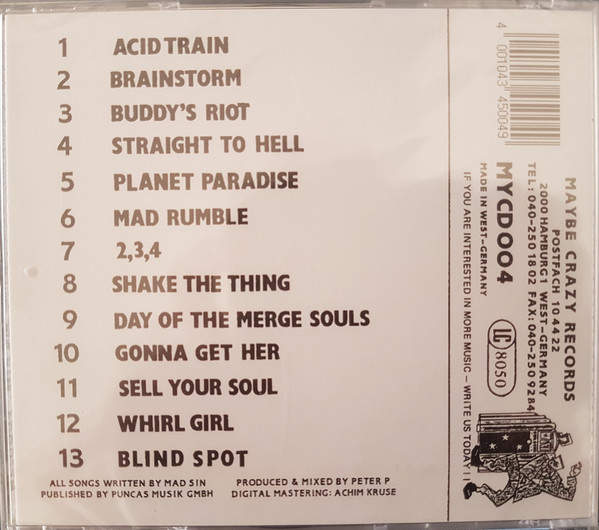 1 ACID TRAIN
2 BRAINSTORM
3 BUDDY'S RIOT
4 STRAIGHT TO HELL
5 PLANET PARADISE
6 MAD RUMBLE
7 2,3,4
8 SHAKE THE THING
9 DAY OF THE MERGE SOULS
10 GONNA GET HER
11 SELL YOUR SOUL
12 WHIRL GIRL
13 BLIND SPOT
ALL SONGS WRITTEN BY MAD SIN
PUBLISHED BY PUNCAS MUSIK GMBH
PRODUCED & MIXED BY PETER P
DIGITAL MASTERING: ACHIM KRUSE
4 001043 450049
MAYBE CRAZY RECORDS
POSTFACH 10 44 22
2000 HAMBURG 1 WEST-GERMANY
TEL: 040-250 18 02 FAX: 040-250 9284
MYCD004
MADE IN WEST-GERMANY
IF YOU ARE INTERESTED IN MORE MUSIC - WRITE US TODAY !!
LC 8050